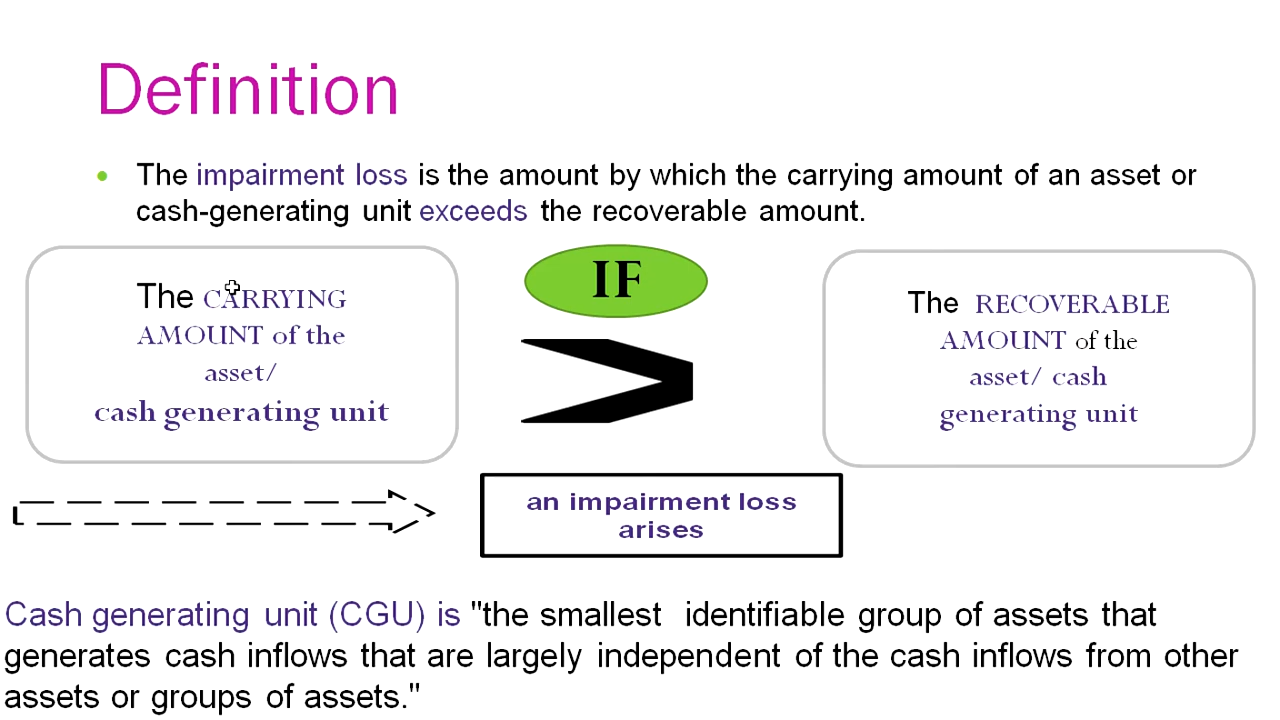 Definition
• The impairment loss is the amount by which the carrying amount of an asset or
cash-generating unit exceeds the recoverable amount.
The CARRYING
AMOUNT of the
asset/
cash generating unit
IF
>
The RECOVERABLE
AMOUNT of the
asset/ cash
generating unit
an impairment loss
arises
Cash generating unit (CGU) is "the smallest identifiable group of assets that
generates cash inflows that are largely independent of the cash inflows from other
assets or groups of assets."